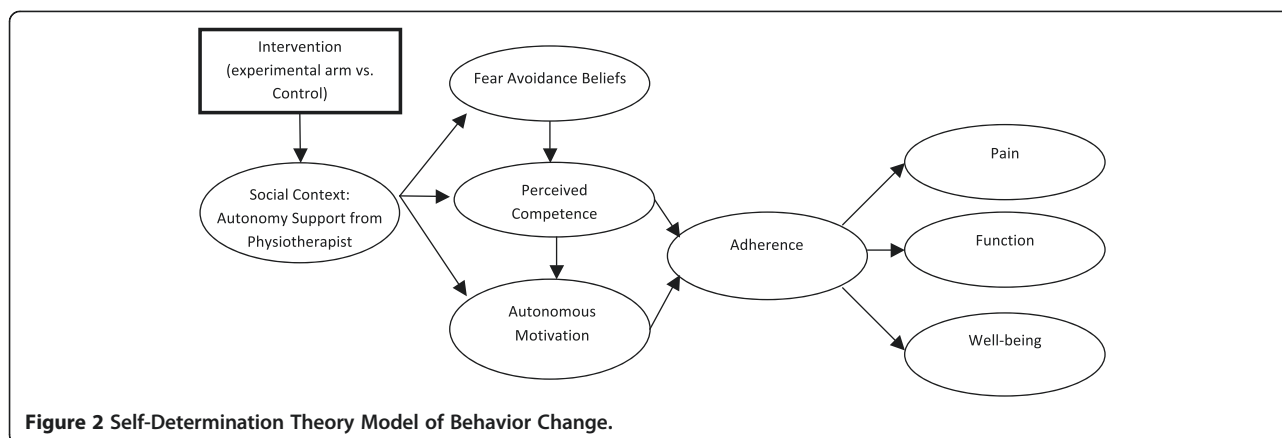 Intervention
(experimental arm vs.
Control)
Fear Avoidance Beliefs
Social Context:
Autonomy Support from
Physiotherapist
Perceived
Competence
Autonomous
Motivation
Adherence
Pain
Function
Well-being
Figure 2 Self-Determination Theory Model of Behavior Change.